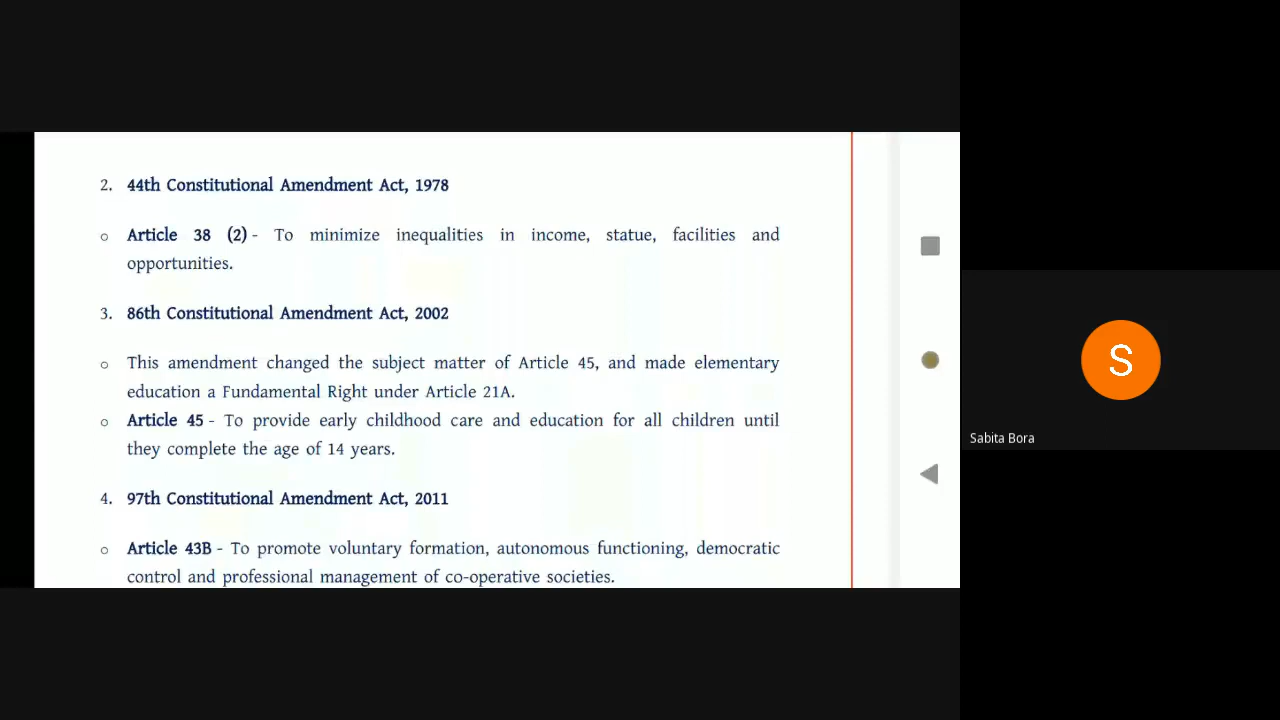 2. 44th Constitutional Amendment Act, 1978
o Article 38 (2) - To minimize inequalities in income, statue, facilities and
opportunities.
3. 86th Constitutional Amendment Act, 2002
o This amendment changed the subject matter of Article 45, and made elementary
education a Fundamental Right under Article 21A.
o Article 45 - To provide early childhood care and education for all children until
they complete the age of 14 years.
4. 97th Constitutional Amendment Act, 2011
o Article 43B - To promote voluntary formation, autonomous functioning, democratic
control and professional management of co-operative societies.
S
Sabita Bora